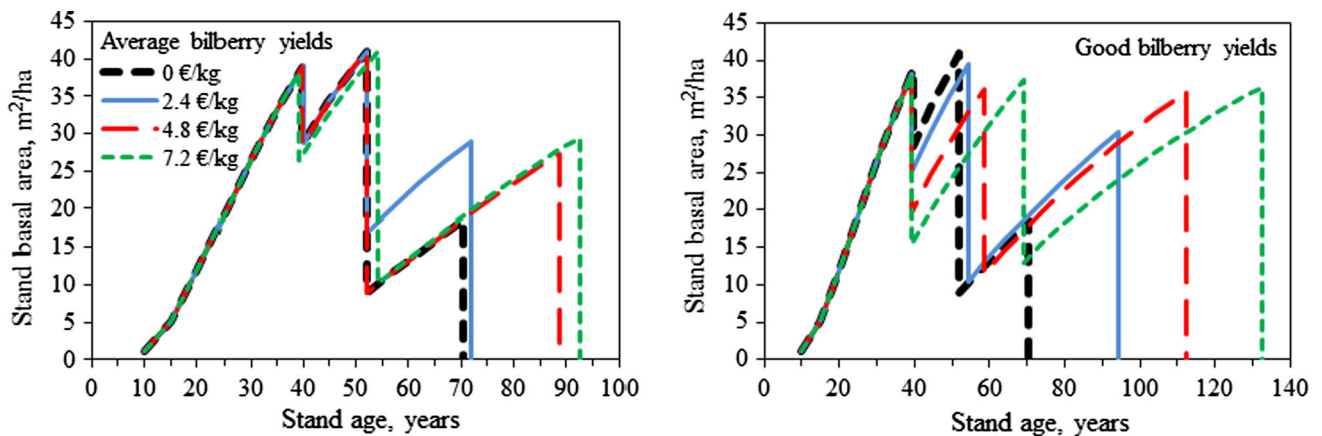 Average bilberry yields
0 €/kg
2.4 €/kg
4.8 €/kg
7.2 €/kg
Stand basal area, m²/ha
45
40
35
30
25
20
15
10
5
0
0 10 20 30 40 50 60 70 80 90 100
Stand age, years
Good bilberry yields
Stand basal area, m²/ha
45
40
35
30
25
20
15
10
5
0
0 20 40 60 80 100 120 140
Stand age, years